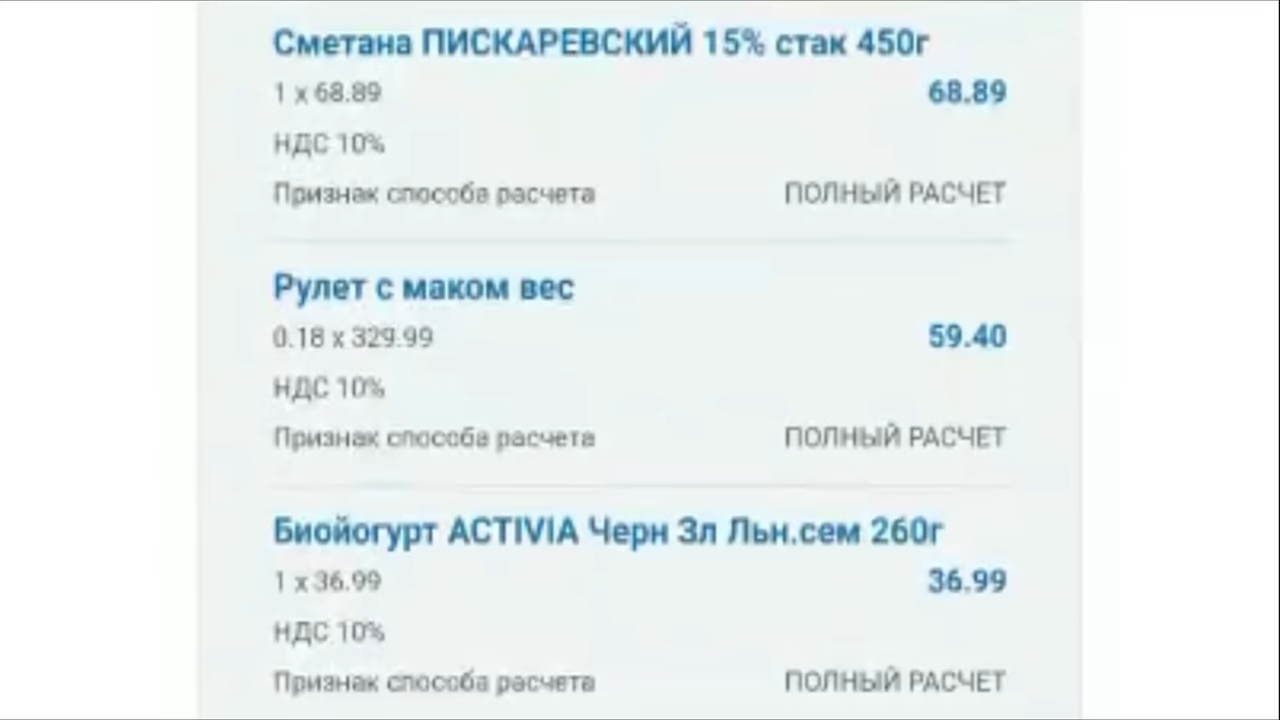 Сметана ПИСКАРЕВСКИЙ 15% стак 450г
1 x 68.89 68.89
НДС 10%
Признак способа расчета ПОЛНЫЙ РАСЧЕТ
Рулет с маком вес
0.18 x 329.99 59.40
НДС 10%
Признак способа расчета ПОЛНЫЙ РАСЧЕТ
Биойогурт ACTIVIA Черн Зл Льн.сем 260г
1 x 36.99 36.99
НДС 10%
Признак способа расчета ПОЛНЫЙ РАСЧЕТ